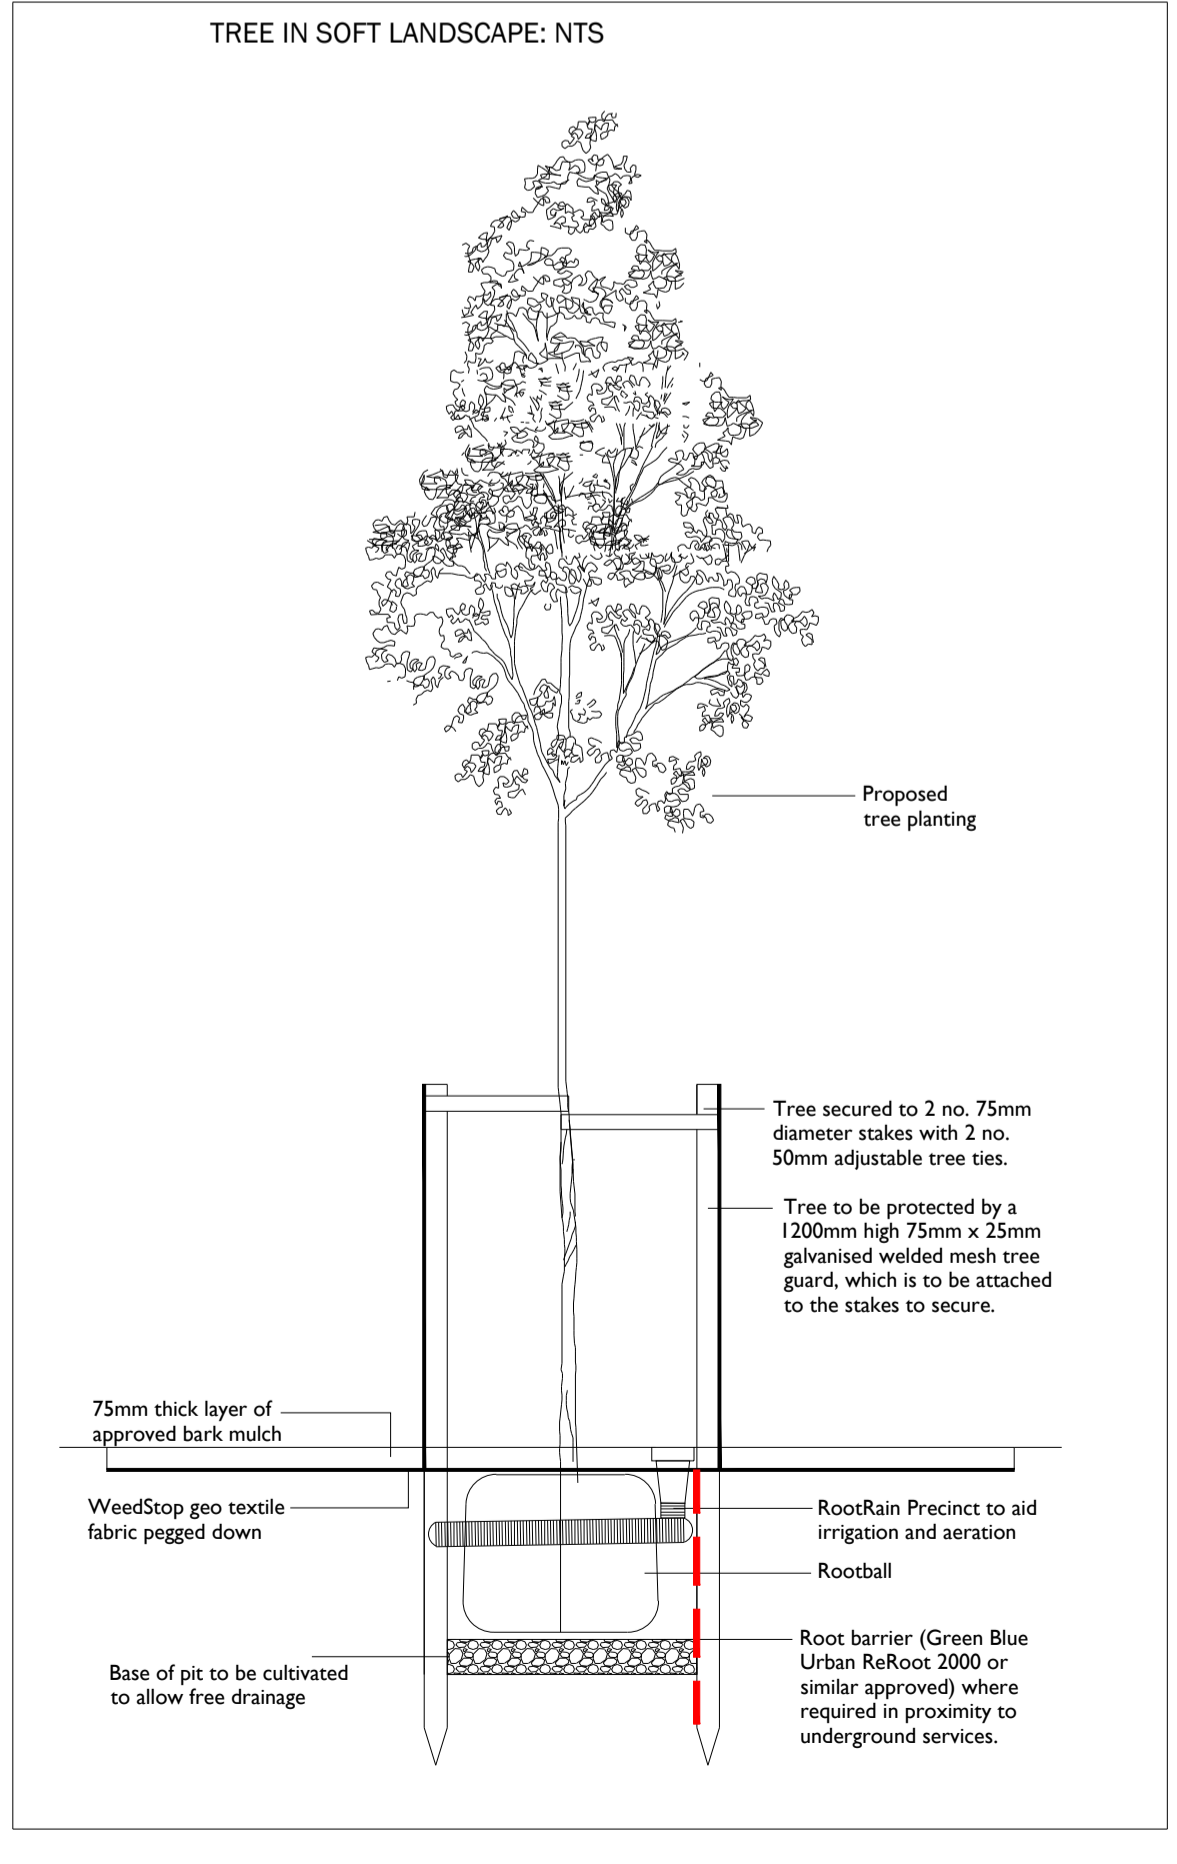 TREE IN SOFT LANDSCAPE: NTS
Proposed
tree planting
Tree secured to 2 no. 75mm
diameter stakes with 2 no.
50mm adjustable tree ties.
Tree to be protected by a
1200mm high 75mm x 25mm
galvanised welded mesh tree
guard, which is to be attached
to the stakes to secure.
75mm thick layer of
approved bark mulch
WeedStop geo textile
fabric pegged down
RootRain Precinct to aid
irrigation and aeration
Rootball
Root barrier (Green Blue
Urban ReRoot 2000 or
similar approved) where
required in proximity to
underground services.
Base of pit to be cultivated
to allow free drainage